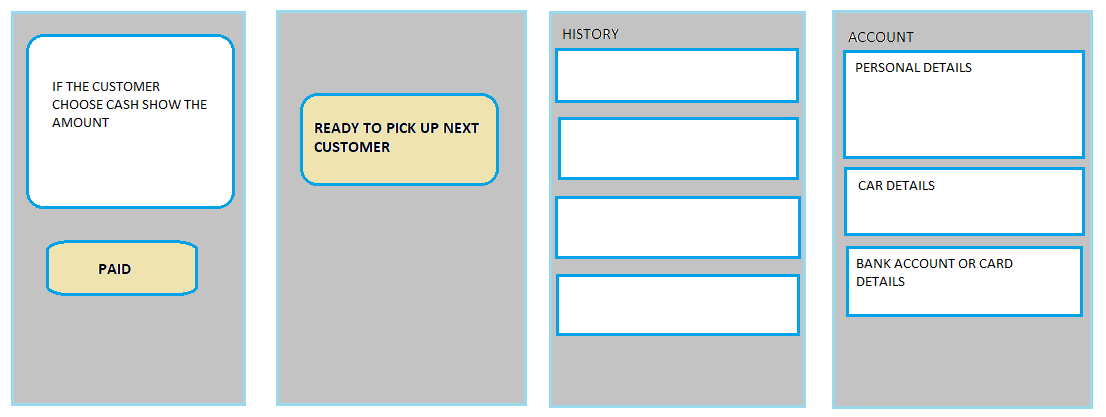 IF THE CUSTOMER
CHOOSE CASH SHOW THE
AMOUNT
PAID
READY TO PICK UP NEXT
CUSTOMER
HISTORY
ACCOUNT
PERSONAL DETAILS
CAR DETAILS
BANK ACCOUNT OR CARD
DETAILS